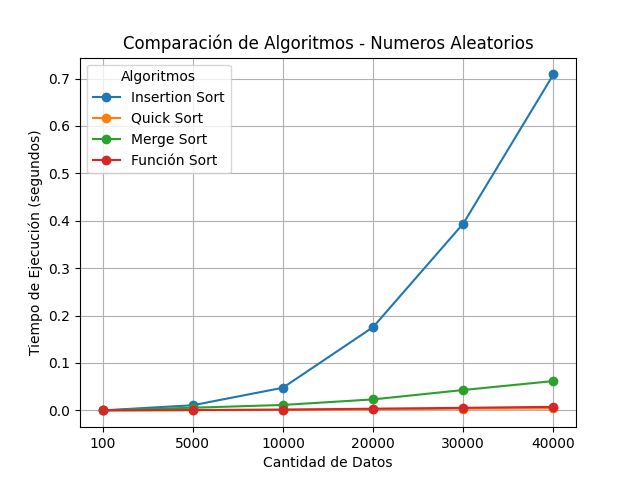 Comparación de Algoritmos - Numeros Aleatorios
Algoritmos
Insertion Sort
Quick Sort
Merge Sort
Función Sort
Tiempo de Ejecución (segundos)
0.7
0.6
0.5
0.4
0.3
0.2
0.1
0.0
100 5000 10000 20000 30000 40000
Cantidad de Datos